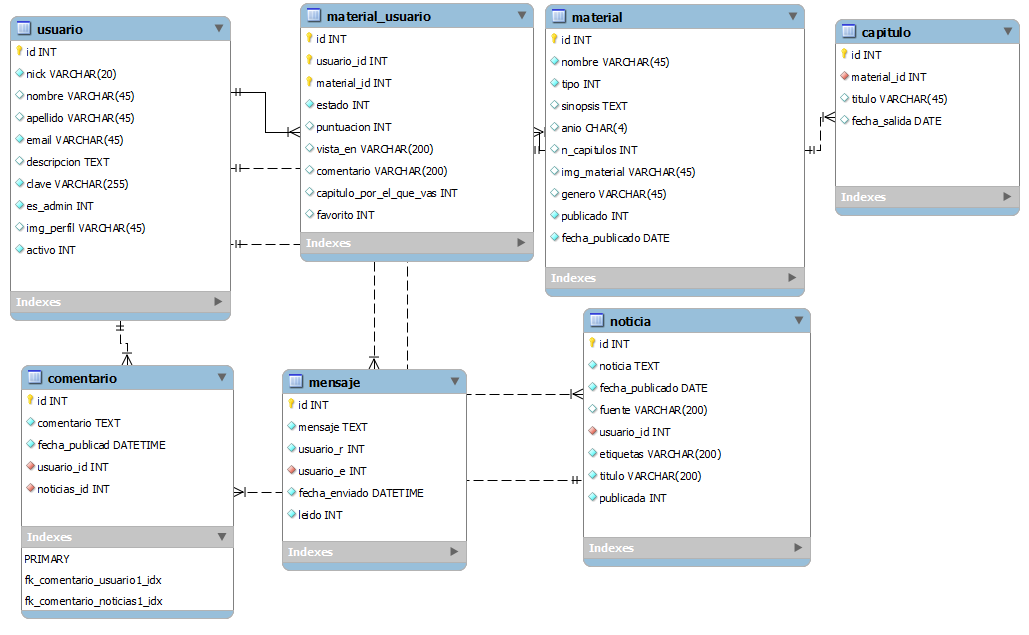 usuario
id INT
nick VARCHAR(20)
nombre VARCHAR(45)
apellido VARCHAR(45)
email VARCHAR(45)
descripcion TEXT
clave VARCHAR(255)
es_admin INT
img_perfil VARCHAR(45)
activo INT
Indexes
material_usuario
id INT
usuario_id INT
material_id INT
estado INT
puntuacion INT
vista_en VARCHAR(200)
comentario VARCHAR(200)
capitulo_por_el_que_vas INT
favorito INT
Indexes
material
id INT
nombre VARCHAR(45)
tipo INT
sinopsis TEXT
anio CHAR(4)
n_capitulos INT
img_material VARCHAR(45)
genero VARCHAR(45)
publicado INT
fecha_publicado DATE
Indexes
capitulo
id INT
material_id INT
titulo VARCHAR(45)
fecha_salida DATE
Indexes
comentario
id INT
comentario TEXT
fecha_publicad DATETIME
usuario_id INT
noticias_id INT
Indexes
PRIMARY
fk_comentario_usuario1_idx
fk_comentario_noticias1_idx
mensaje
id INT
mensaje TEXT
usuario_r INT
usuario_e INT
fecha_enviado DATETIME
leido INT
Indexes
noticia
id INT
noticia TEXT
fecha_publicado DATE
fuente VARCHAR(200)
usuario_id INT
etiquetas VARCHAR(200)
titulo VARCHAR(200)
publicada INT
Indexes